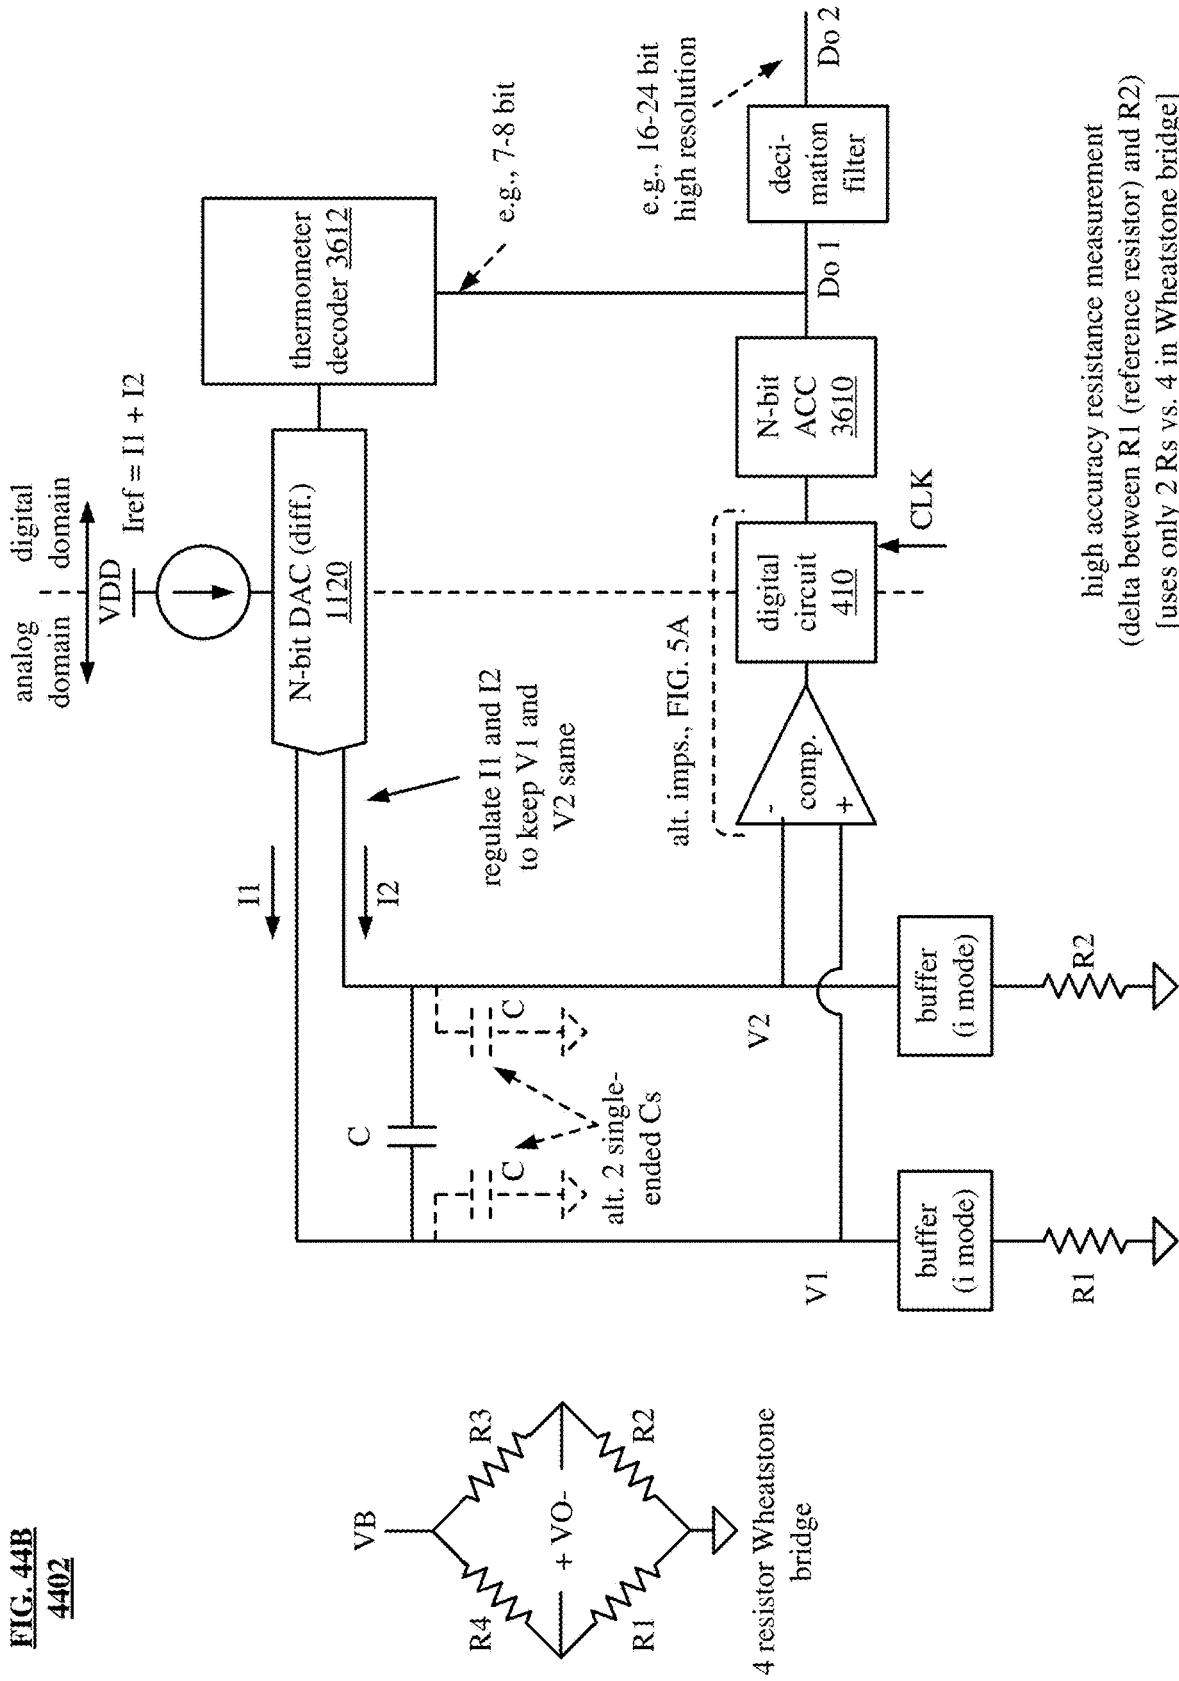 FIG. 44B
4402
VB
R4
R3
+ VO-
R1
R2
4 resistor Wheatstone
bridge
analog
domain
digital
domain
VDD
Iref = I1 + I2
N-bit DAC (diff.)
1120
thermometer
decoder 3612
e.g., 7-8 bit
I1
I2
regulate I1 and I2
to keep V1 and
V2 same
C
C
C
alt. 2 single-
ended Cs
alt. imps., FIG. 5A
e.g., 16-24 bit
high resolution
V1
V2
-
+
comp.
digital
circuit
410
CLK
N-bit
ACC
3610
Do 1
deci-
mation
filter
Do 2
buffer
(i mode)
buffer
(i mode)
R1
R2
high accuracy resistance measurement
(delta between R1 (reference resistor) and R2)
[uses only 2 Rs vs. 4 in Wheatstone bridge]